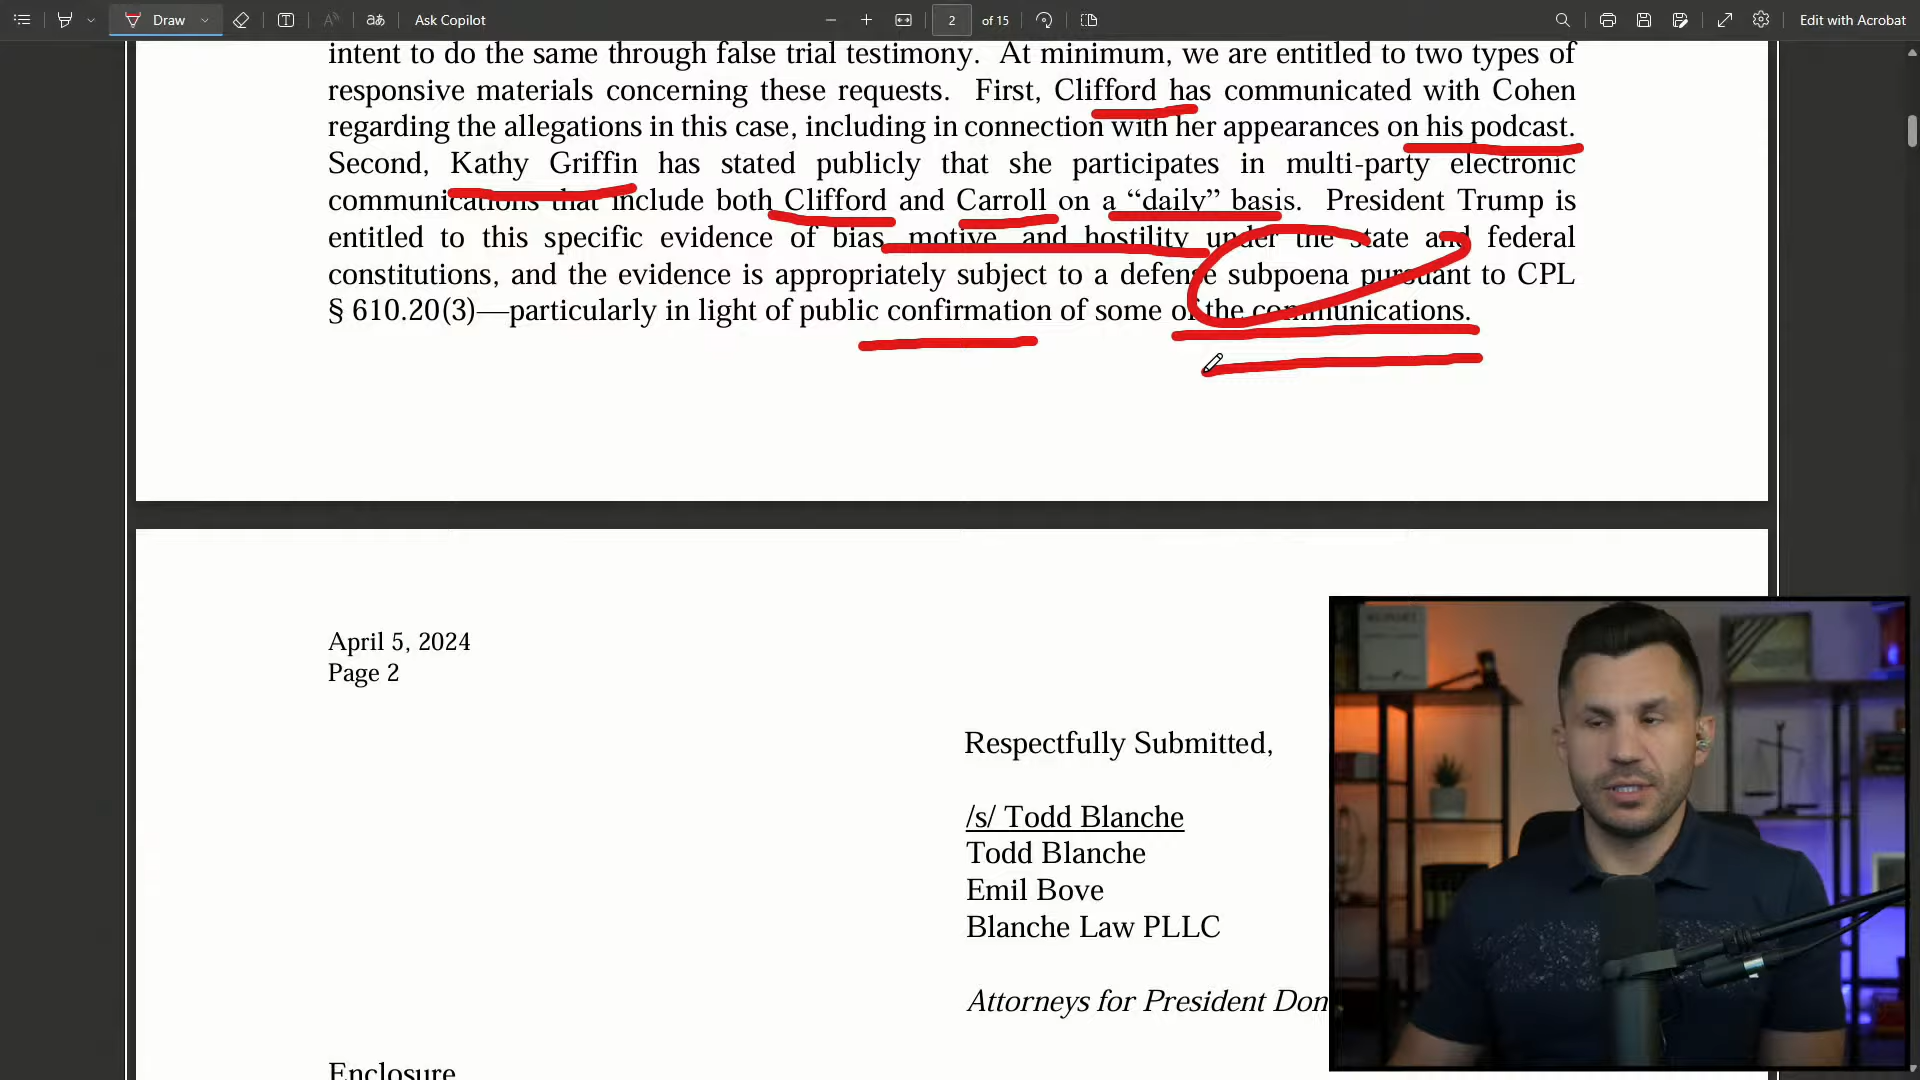 Draw
aあ
Ask Copilot
2
of 15
Edit with Acrobat
intent to do the same through false trial testimony. At minimum, we are entitled to two types of
responsive materials concerning these requests. First, Clifford has communicated with Cohen
regarding the allegations in this case, including in connection with her appearances on his podcast.
Second, Kathy Griffin has stated publicly that she participates in multi-party electronic
communications that include both Clifford and Carroll on a “daily” basis. President Trump is
entitled to this specific evidence of bias, motive, and hostility under the state and federal
constitutions, and the evidence is appropriately subject to a defense subpoena pursuant to CPL
§ 610.20(3)—particularly in light of public confirmation of some of the communications.
April 5, 2024
Page 2
Respectfully Submitted,
/s/ Todd Blanche
Todd Blanche
Emil Bove
Blanche Law PLLC
Attorneys for President Don
Enclosure